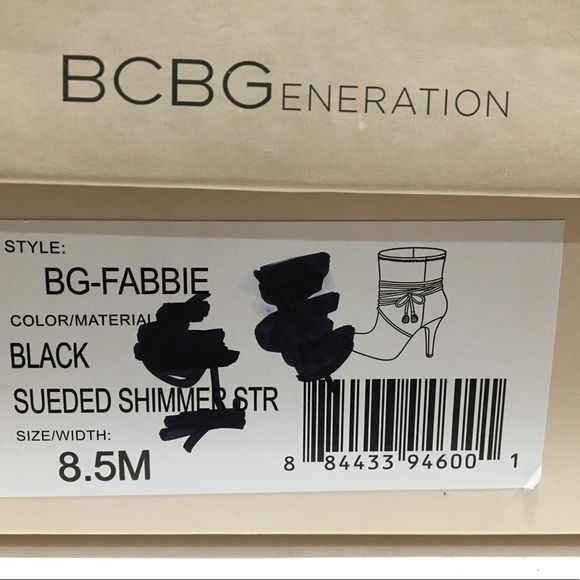 BCBGENERATION
STYLE:
BG-FABBIE
COLOR/MATERIAL
BLACK
SUEDED SHIMMER STR
SIZE/WIDTH:
8.5M
8 84433 94600 1